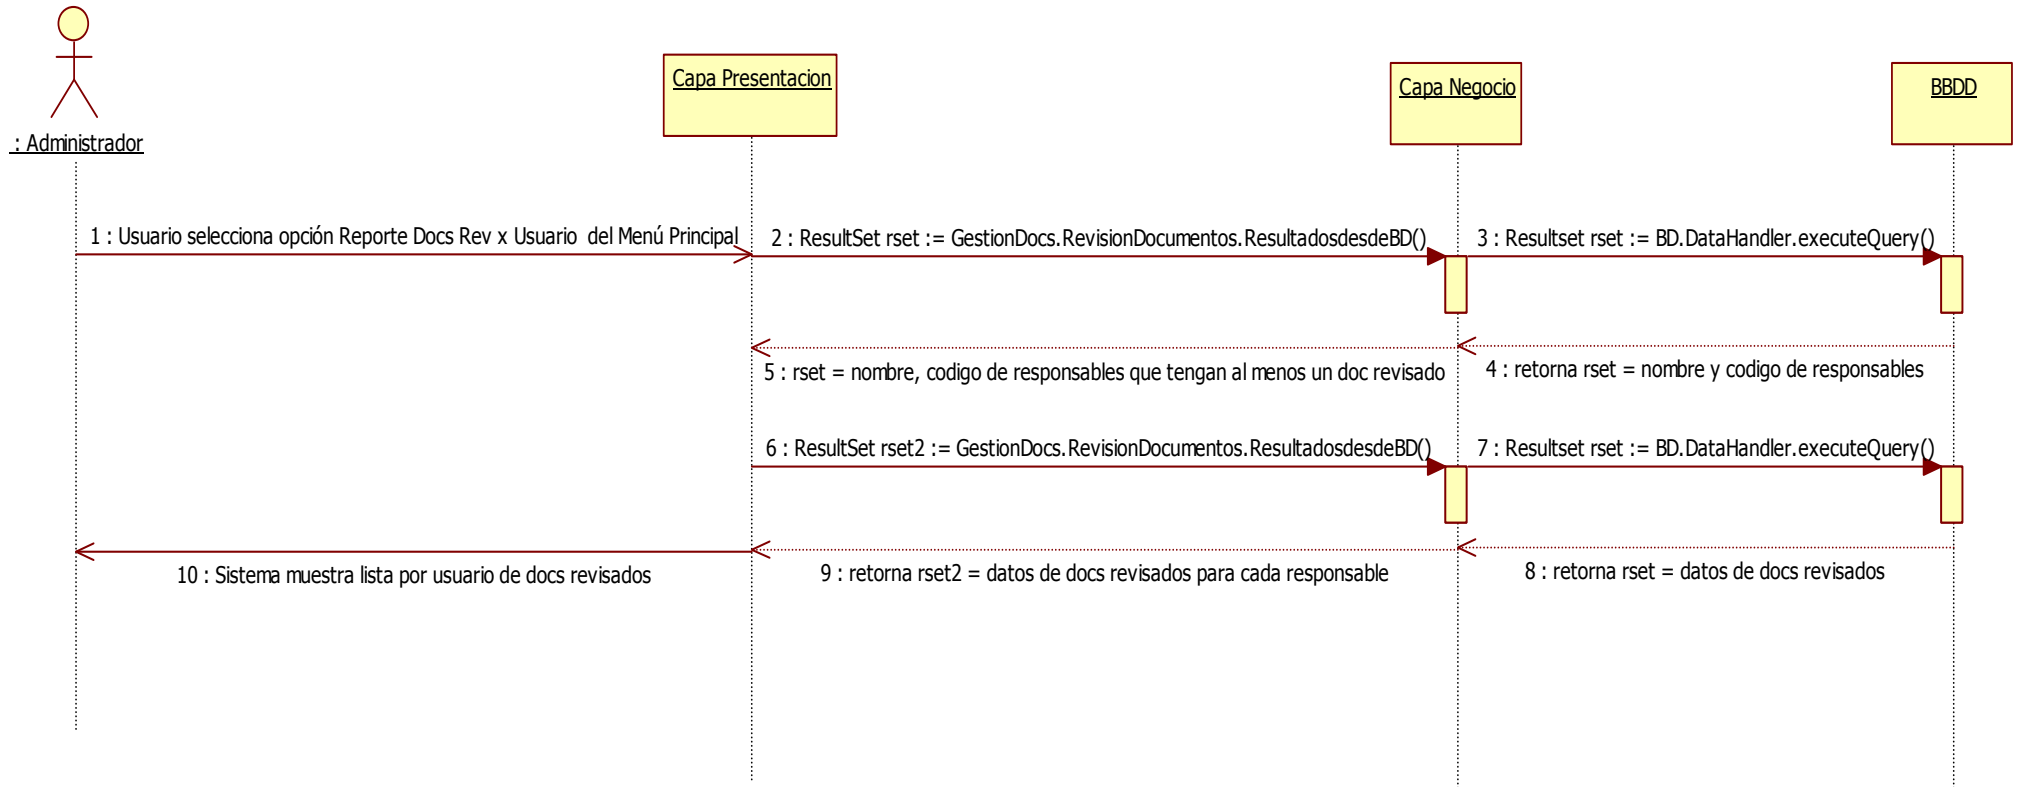 : Administrador
Capa Presentacion
Capa Negocio
BBDD
1 : Usuario selecciona opción Reporte Docs Rev x Usuario del Menú Principal
2 : ResultSet rset := GestionDocs.RevisionDocumentos.ResultadosdesdeBD()
3 : Resultset rset := BD.DataHandler.executeQuery()
4 : retorna rset = nombre y codigo de responsables
5 : rset = nombre, codigo de responsables que tengan al menos un doc revisado
6 : ResultSet rset2 := GestionDocs.RevisionDocumentos.ResultadosdesdeBD()
7 : Resultset rset := BD.DataHandler.executeQuery()
8 : retorna rset = datos de docs revisados
9 : retorna rset2 = datos de docs revisados para cada responsable
10 : Sistema muestra lista por usuario de docs revisados